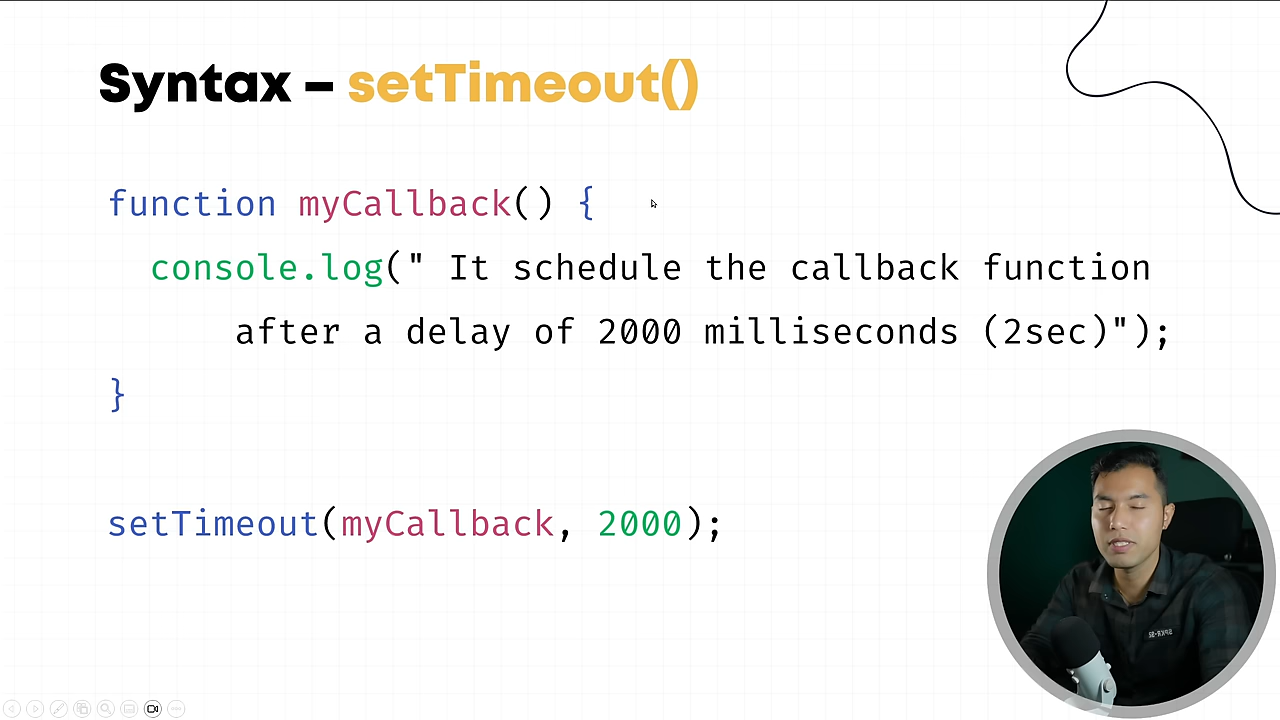 Syntax – setTimeout()
function myCallback() {
console.log(" It schedule the callback function
after a delay of 2000 milliseconds (2sec)");
}
setTimeout(myCallback, 2000);